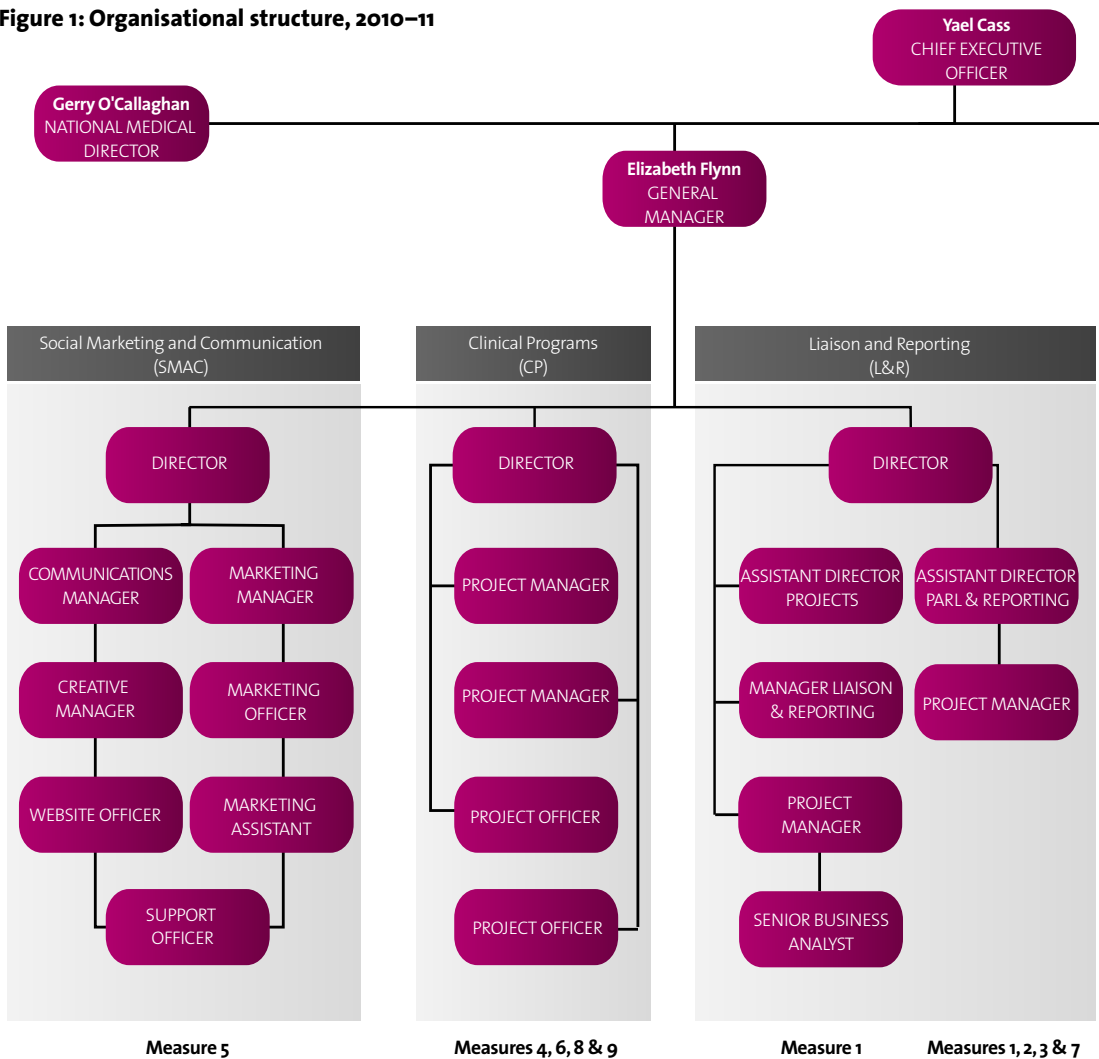 Figure 1: Organisational structure, 2010–11
Yael Cass
CHIEF EXECUTIVE
OFFICER
Gerry O'Callaghan
NATIONAL MEDICAL
DIRECTOR
Elizabeth Flynn
GENERAL
MANAGER
Social Marketing and Communication
(SMAC)
DIRECTOR
COMMUNICATIONS
MANAGER
MARKETING
MANAGER
CREATIVE
MANAGER
MARKETING
OFFICER
WEBSITE OFFICER
MARKETING
ASSISTANT
SUPPORT
OFFICER
Measure 5
Clinical Programs
(CP)
DIRECTOR
PROJECT MANAGER
PROJECT MANAGER
PROJECT OFFICER
PROJECT OFFICER
Measures 4, 6, 8 & 9
Liaison and Reporting
(L&R)
DIRECTOR
ASSISTANT DIRECTOR
PROJECTS
ASSISTANT DIRECTOR
PARL & REPORTING
MANAGER LIAISON
& REPORTING
PROJECT MANAGER
PROJECT
MANAGER
SENIOR BUSINESS
ANALYST
Measure 1
Measures 1, 2, 3 & 7